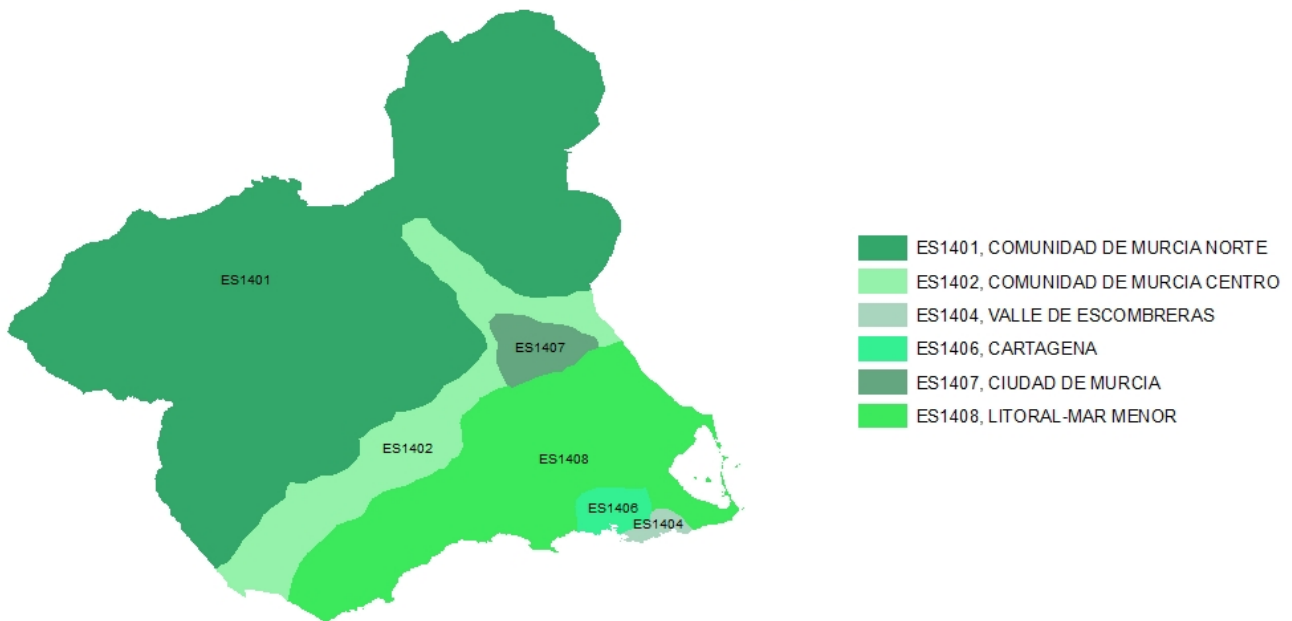 ES1401
ES1407
ES1402
ES1408
ES1406
ES1404
ES1401, COMUNIDAD DE MURCIA NORTE
ES1402, COMUNIDAD DE MURCIA CENTRO
ES1404, VALLE DE ESCOMBRERAS
ES1406, CARTAGENA
ES1407, CIUDAD DE MURCIA
ES1408, LITORAL-MAR MENOR